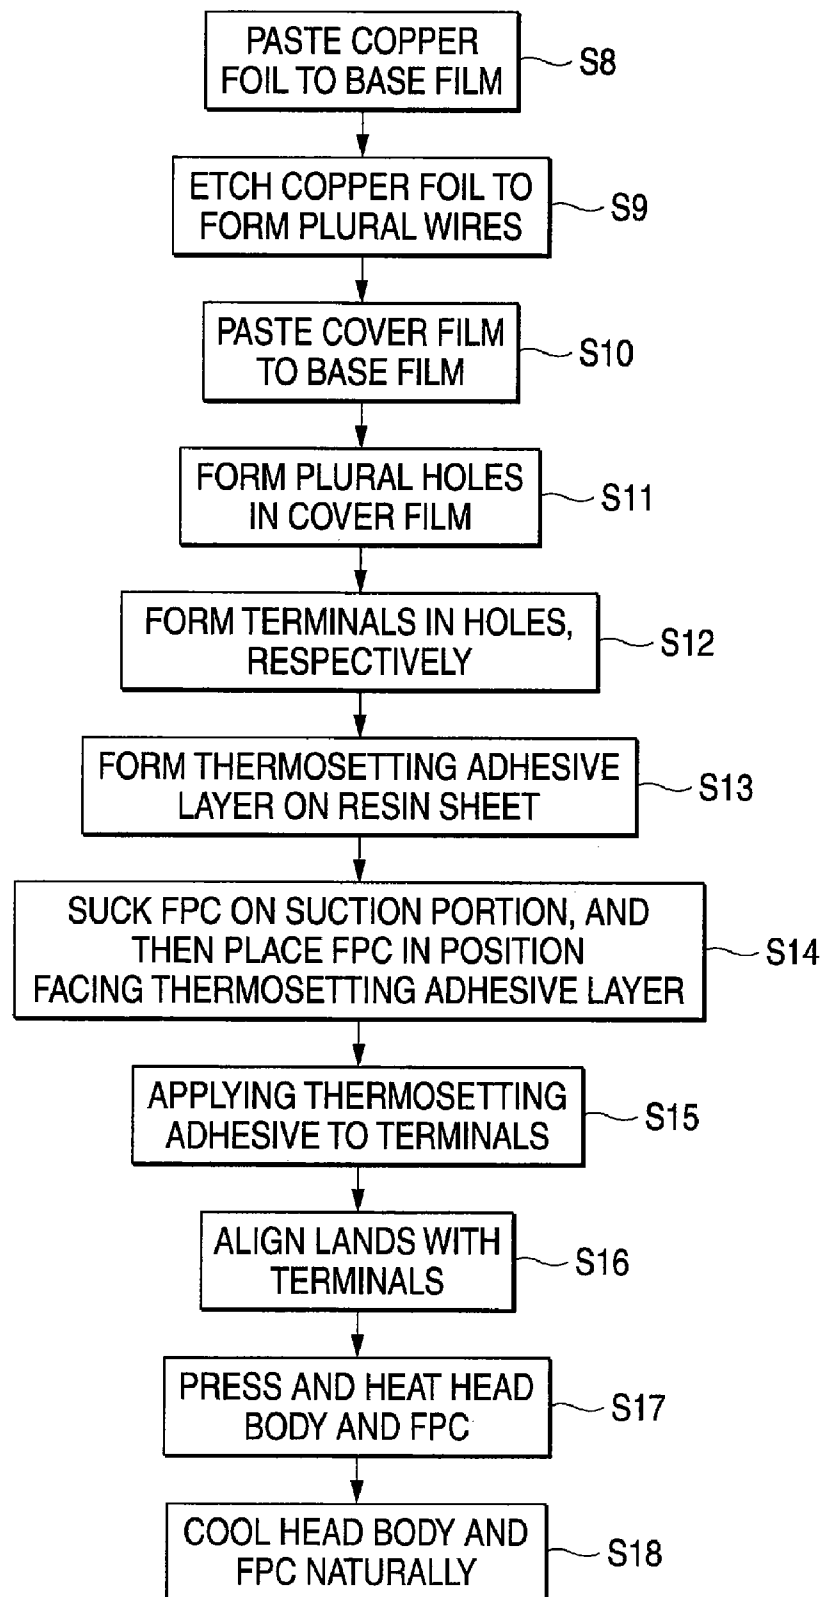 PASTE COPPER
FOIL TO BASE FILM
S8
ETCH COPPER FOIL TO
FORM PLURAL WIRES
S9
PASTE COVER FILM
TO BASE FILM
S10
FORM PLURAL HOLES
IN COVER FILM
S11
FORM TERMINALS IN HOLES,
RESPECTIVELY
S12
FORM THERMOSETTING ADHESIVE
LAYER ON RESIN SHEET
S13
SUCK FPC ON SUCTION PORTION, AND
THEN PLACE FPC IN POSITION
FACING THERMOSETTING ADHESIVE LAYER
S14
APPLYING THERMOSETTING
ADHESIVE TO TERMINALS
S15
ALIGN LANDS WITH
TERMINALS
S16
PRESS AND HEAT HEAD
BODY AND FPC
S17
COOL HEAD BODY AND
FPC NATURALLY
S18